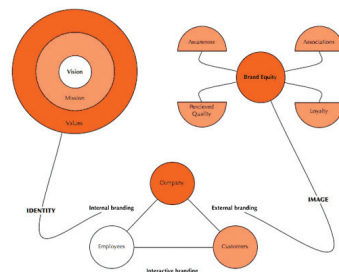 Vision
Mission
Values
Awareness
Associations
Brand Equity
Percieved
Quality
Loyalty
IDENTITY
Internal branding
Company
External branding
IMAGE
Employees
Customers
Interactive branding